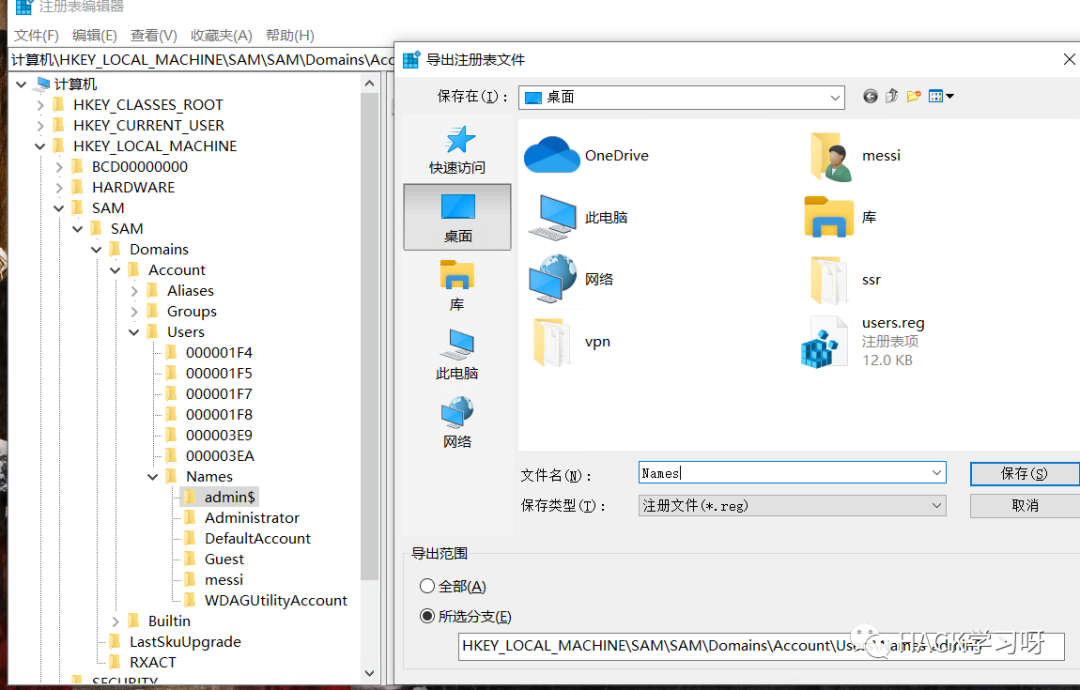 注册表编辑器
文件(F) 编辑(E) 查看(V) 收藏夹(A) 帮助(H)
计算机\HKEY_LOCAL_MACHINE\SAM\SAM\Domains\Acc
计算机
HKEY_CLASSES_ROOT
HKEY_CURRENT_USER
HKEY_LOCAL_MACHINE
BCD00000000
HARDWARE
SAM
SAM
Domains
Account
Aliases
Groups
Users
000001F4
000001F5
000001F7
000001F8
000003E9
000003EA
Names
admin$
Administrator
DefaultAccount
Guest
messi
WDAGUtilityAccount
Builtin
LastSkuUpgrade
RXACT
SECURITY
导出注册表文件
保存在(I)： 桌面
快速访问
桌面
库
此电脑
网络
OneDrive
messi
此电脑
库
网络
ssr
vpn
users.reg
注册表项
12.0 KB
文件名(N)： Names 保存(S)
保存类型(T)： 注册文件(*.reg) 取消
导出范围
全部(A)
所选分支(E)
HKEY_LOCAL_MACHINE\SAM\SAM\Domains\Account\Users\Names\admin$
HACK学习呀